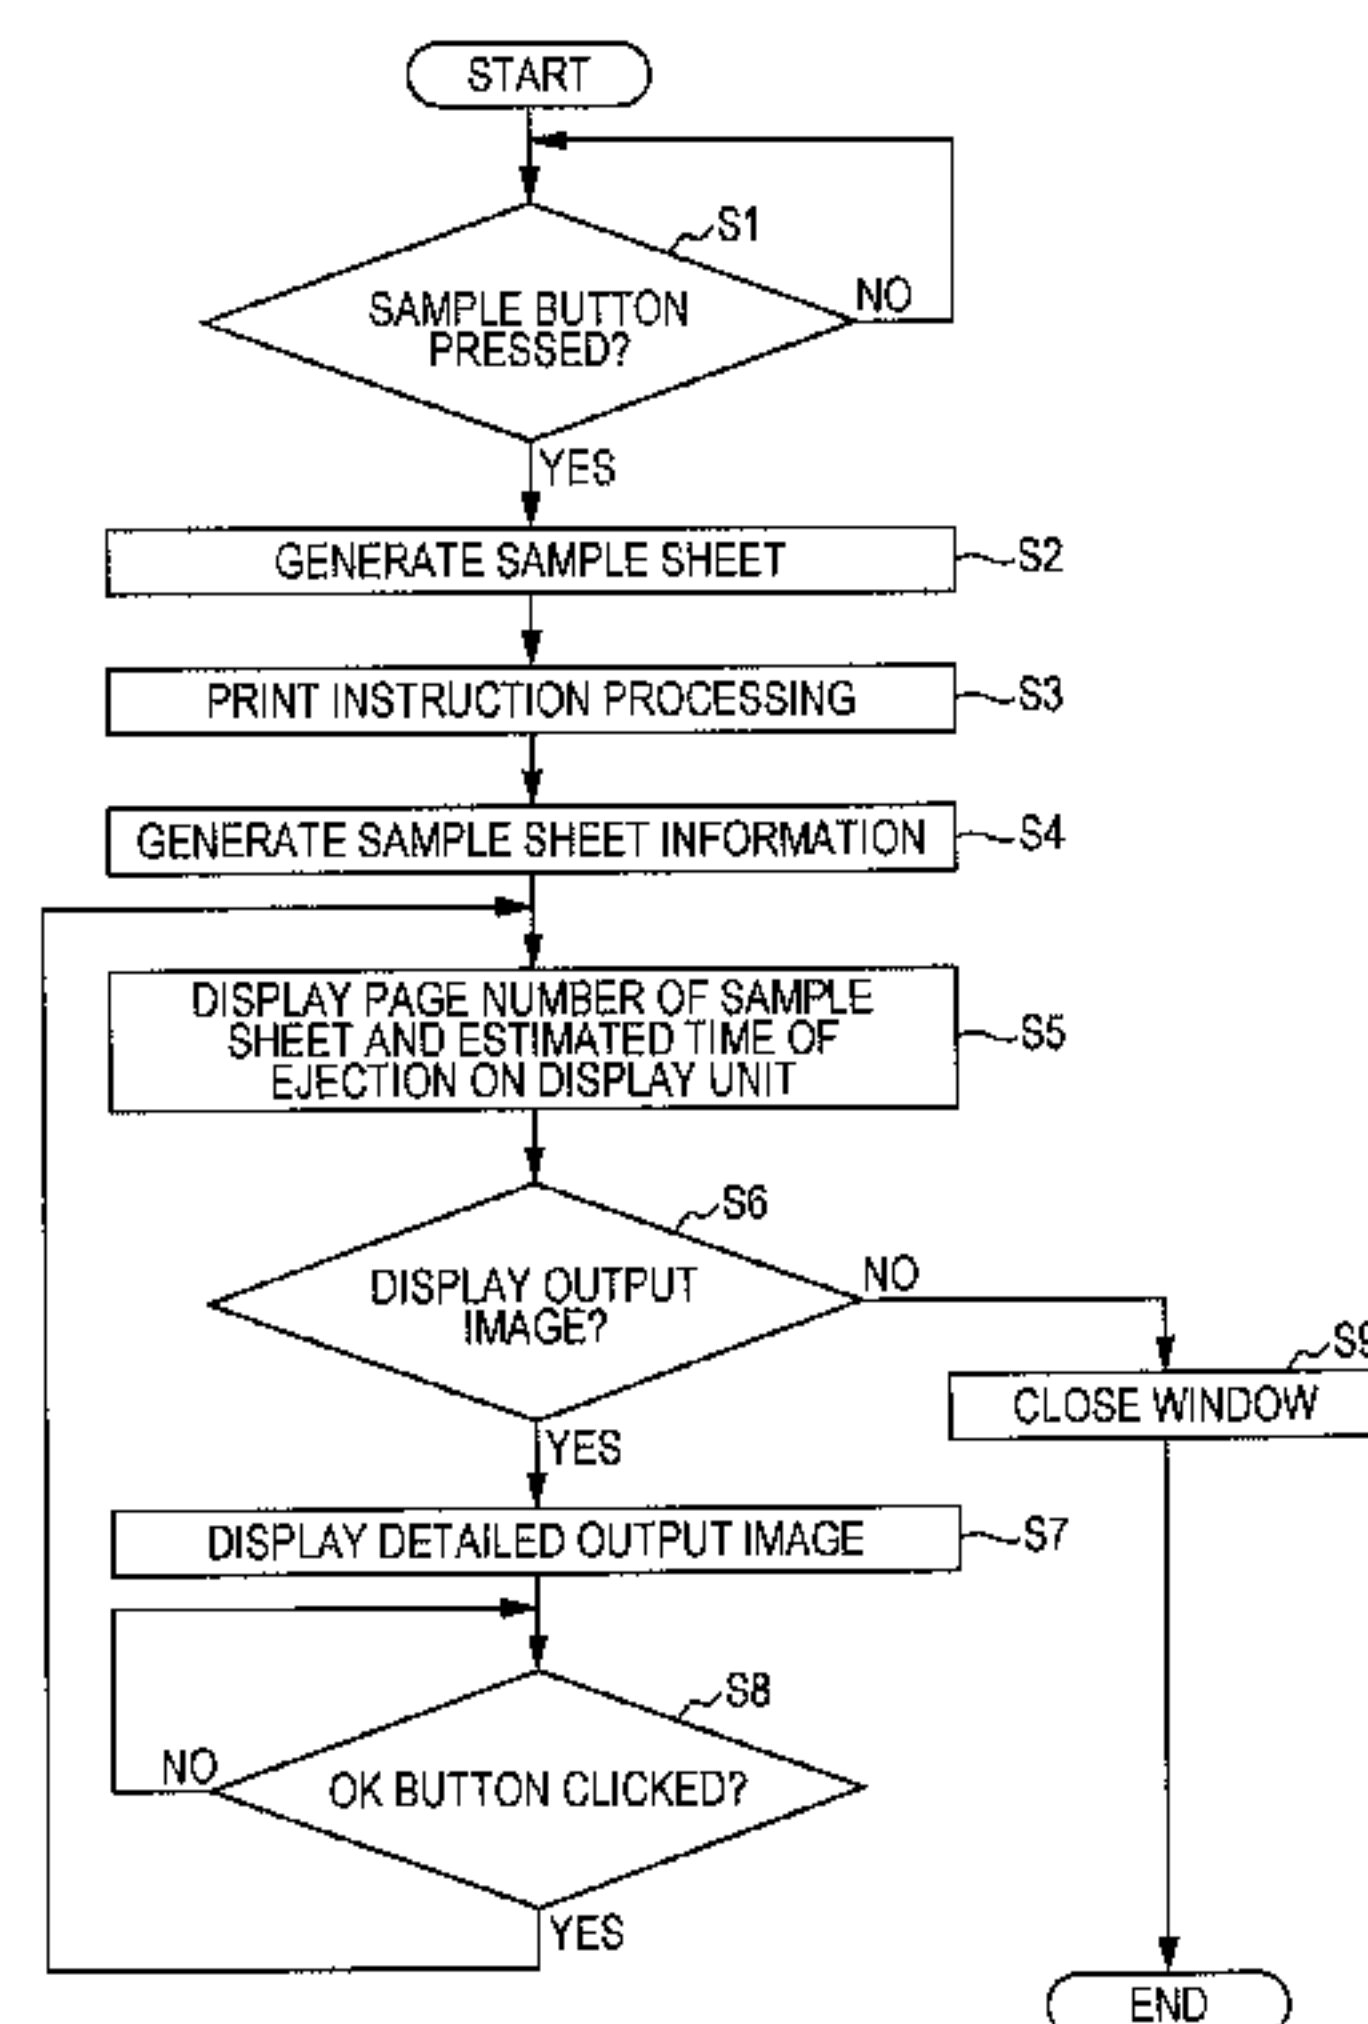 START
S1
SAMPLE BUTTON
PRESSED?
NO
YES
GENERATE SAMPLE SHEET
S2
PRINT INSTRUCTION PROCESSING
S3
GENERATE SAMPLE SHEET INFORMATION
S4
DISPLAY PAGE NUMBER OF SAMPLE
SHEET AND ESTIMATED TIME OF
EJECTION ON DISPLAY UNIT
S5
S6
DISPLAY OUTPUT
IMAGE?
NO
S9
CLOSE WINDOW
YES
DISPLAY DETAILED OUTPUT IMAGE
S7
S8
NO
OK BUTTON CLICKED?
YES
END